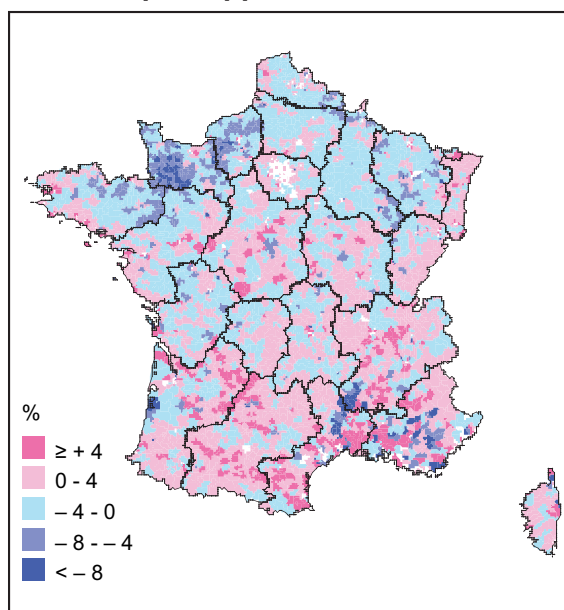 %
≥ + 4
0 - 4
– 4 - 0
– 8 - – 4
< – 8